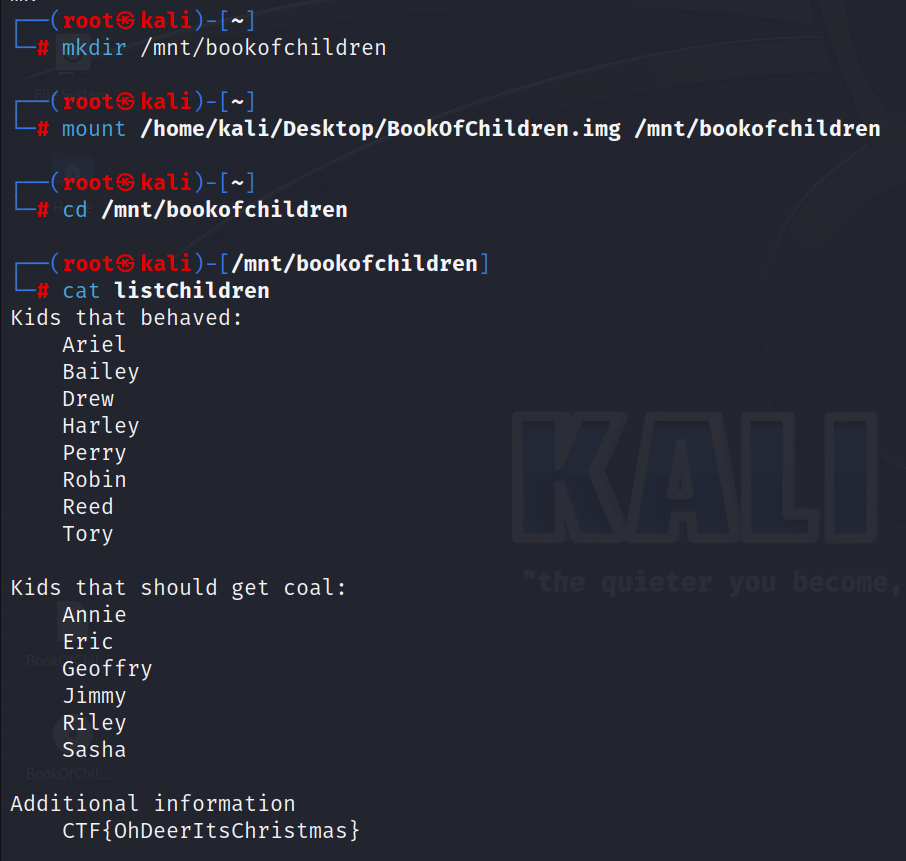 ┌──(root㉿kali)-[~]
└─# mkdir /mnt/bookofchildren
┌──(root㉿kali)-[~]
└─# mount /home/kali/Desktop/BookOfChildren.img /mnt/bookofchildren
┌──(root㉿kali)-[~]
└─# cd /mnt/bookofchildren
┌──(root㉿kali)-[/mnt/bookofchildren]
└─# cat listChildren
Kids that behaved:
    Ariel
    Bailey
    Drew
    Harley
    Perry
    Robin
    Reed
    Tory
KALI
Kids that should get coal:
"the quieter you become,
    Annie
    Eric
    Geoffry
    Jimmy
    Riley
    Sasha
BookOfChil...
Additional information
    CTF{OhDeerItsChristmas}